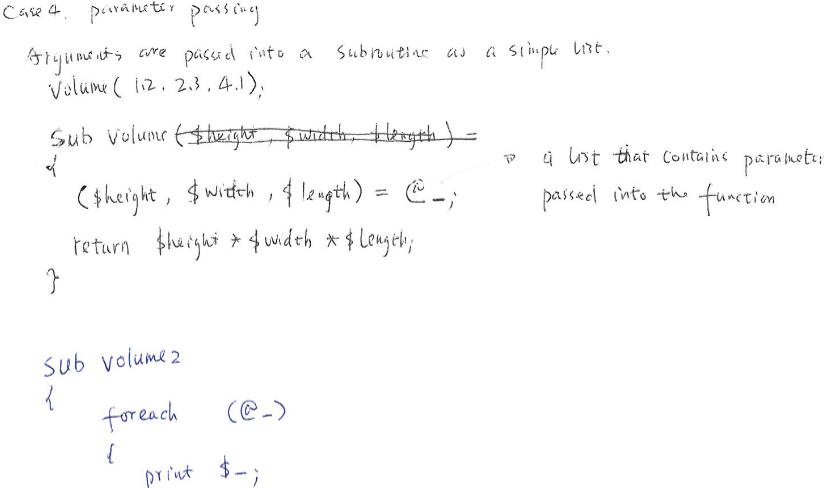 Case 4. parameter passing
Arguments are passed into a subroutine as a simple list.
Volume ( 1.2, 2.3, 4.1);
Sub Volume ( $height, $width, $length ) =
{
($height, $width, $length) = @_;
return $height * $width * $length;
}
a list that contains parameter
passed into the function
sub volume2
{
foreach (@_)
{
print $_;